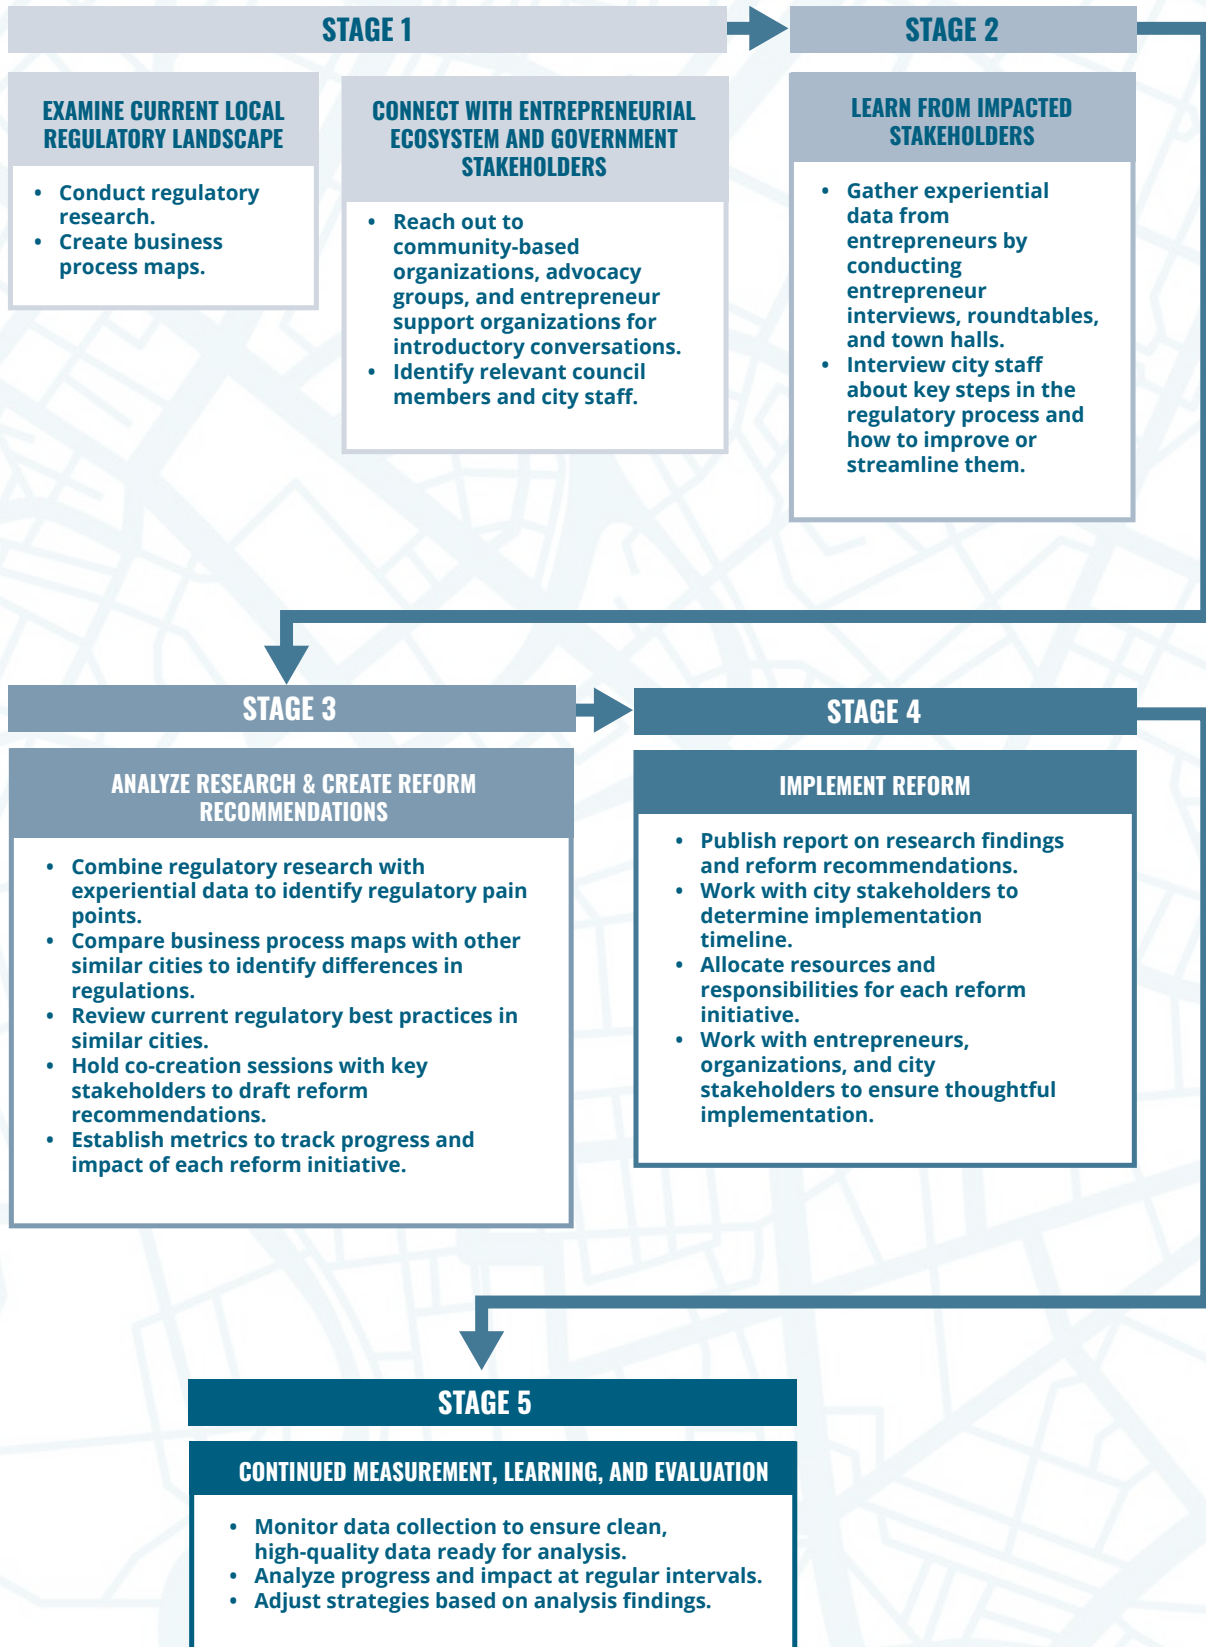 STAGE 1
EXAMINE CURRENT LOCAL
REGULATORY LANDSCAPE
• Conduct regulatory
research.
• Create business
process maps.
CONNECT WITH ENTREPRENEURIAL
ECOSYSTEM AND GOVERNMENT
STAKEHOLDERS
• Reach out to
community-based
organizations, advocacy
groups, and entrepreneur
support organizations for
introductory conversations.
• Identify relevant council
members and city staff.
STAGE 2
LEARN FROM IMPACTED
STAKEHOLDERS
• Gather experiential
data from
entrepreneurs by
conducting
entrepreneur
interviews, roundtables,
and town halls.
• Interview city staff
about key steps in the
regulatory process and
how to improve or
streamline them.
STAGE 3
ANALYZE RESEARCH & CREATE REFORM
RECOMMENDATIONS
• Combine regulatory research with
experiential data to identify regulatory pain
points.
• Compare business process maps with other
similar cities to identify differences in
regulations.
• Review current regulatory best practices in
similar cities.
• Hold co-creation sessions with key
stakeholders to draft reform
recommendations.
• Establish metrics to track progress and
impact of each reform initiative.
STAGE 4
IMPLEMENT REFORM
• Publish report on research findings
and reform recommendations.
• Work with city stakeholders to
determine implementation
timeline.
• Allocate resources and
responsibilities for each reform
initiative.
• Work with entrepreneurs,
organizations, and city
stakeholders to ensure thoughtful
implementation.
STAGE 5
CONTINUED MEASUREMENT, LEARNING, AND EVALUATION
• Monitor data collection to ensure clean,
high-quality data ready for analysis.
• Analyze progress and impact at regular intervals.
• Adjust strategies based on analysis findings.